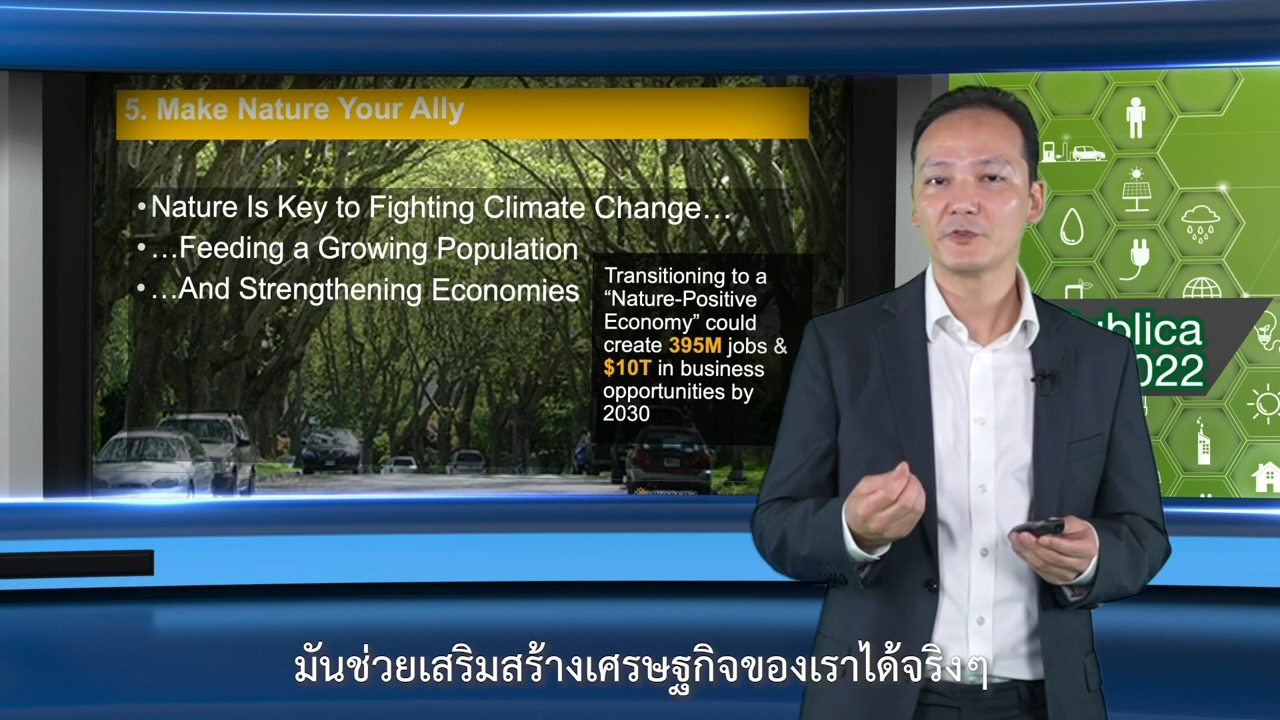 5. Make Nature Your Ally
•Nature Is Key to Fighting Climate Change…
•…Feeding a Growing Population
•…And Strengthening Economies
Transitioning to a
“Nature-Positive
Economy” could
create 395M jobs &
$10T in business
opportunities by
2030
มันช่วยเสริมสร้างเศรษฐกิจของเราได้จริงๆ